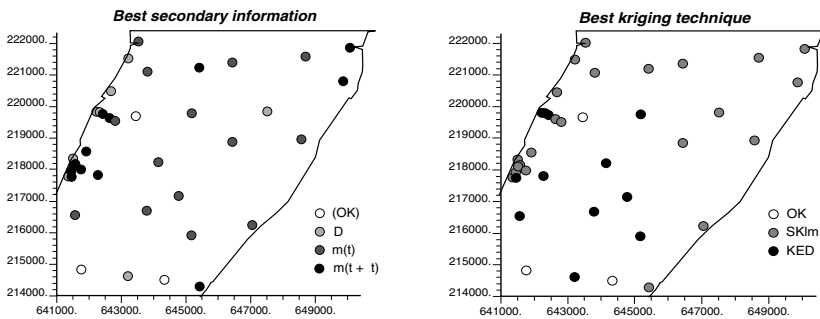 Best secondary information
222000.
221000.
220000.
219000.
218000.
217000.
216000.
215000.
214000.
641000. 643000. 645000. 647000. 649000.
(OK)
D
m(t)
m(t + t)
Best kriging technique
222000.
221000.
220000.
219000.
218000.
217000.
216000.
215000.
214000.
641000. 643000. 645000. 647000. 649000.
OK
SKlm
KED